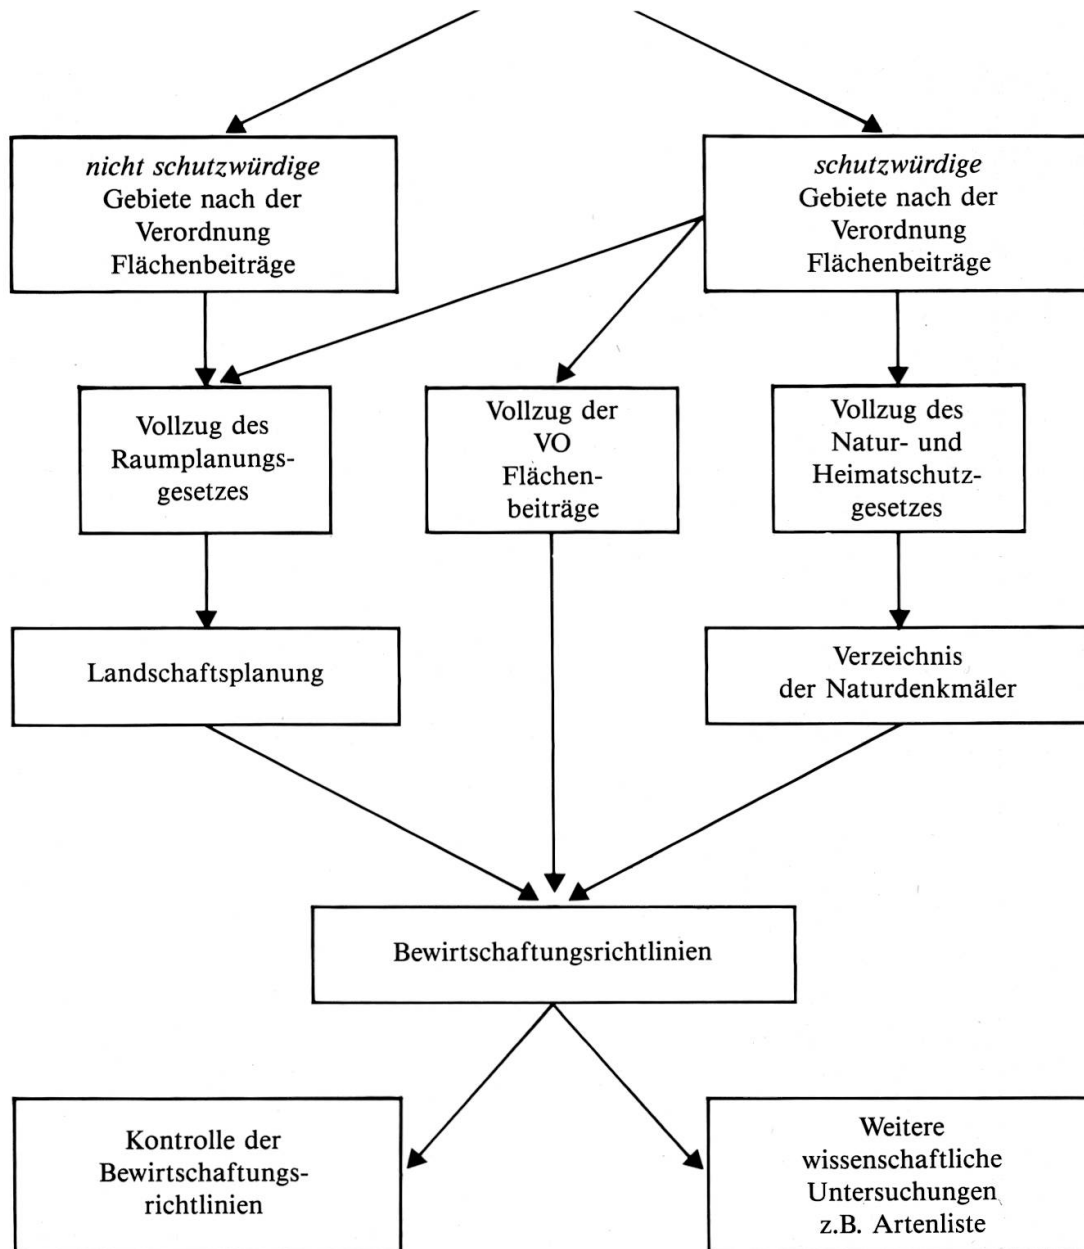 nicht schutzwürdige
Gebiete nach der
Verordnung
Flächenbeiträge
schutzwürdige
Gebiete nach der
Verordnung
Flächenbeiträge
Vollzug des
Raumplanungs-
gesetzes
Vollzug der
VO
Flächen-
beiträge
Vollzug des
Natur- und
Heimatschutz-
gesetzes
Landschaftsplanung
Verzeichnis
der Naturdenkmäler
Bewirtschaftungsrichtlinien
Kontrolle der
Bewirtschaftungs-
richtlinien
Weitere
wissenschaftliche
Untersuchungen
z.B. Artenliste